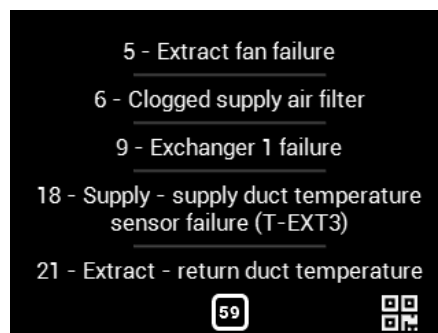 5 - Extract fan failure
6 - Clogged supply air filter
9 - Exchanger 1 failure
18 - Supply - supply duct temperature
sensor failure (T-EXT3)
21 - Extract - return duct temperature
59